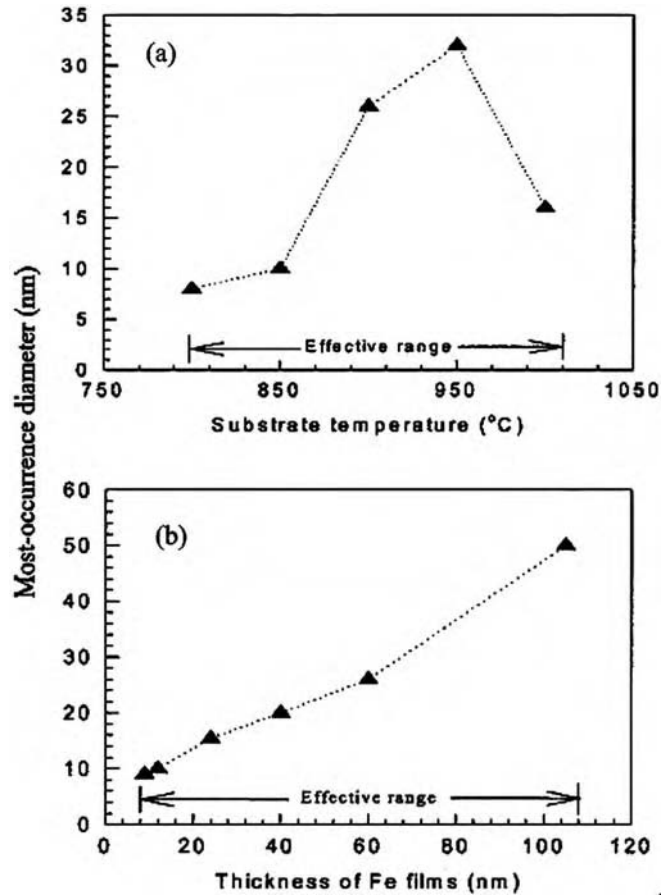 35
(a)
30
25
20
15
10
5
Effective range
0
750 850 950 1050
Substrate temperature (°C)
Most-occurrence diameter (nm)
60
(b)
50
40
30
20
10
Effective range
0
0 20 40 60 80 100 120
Thickness of Fe films (nm)